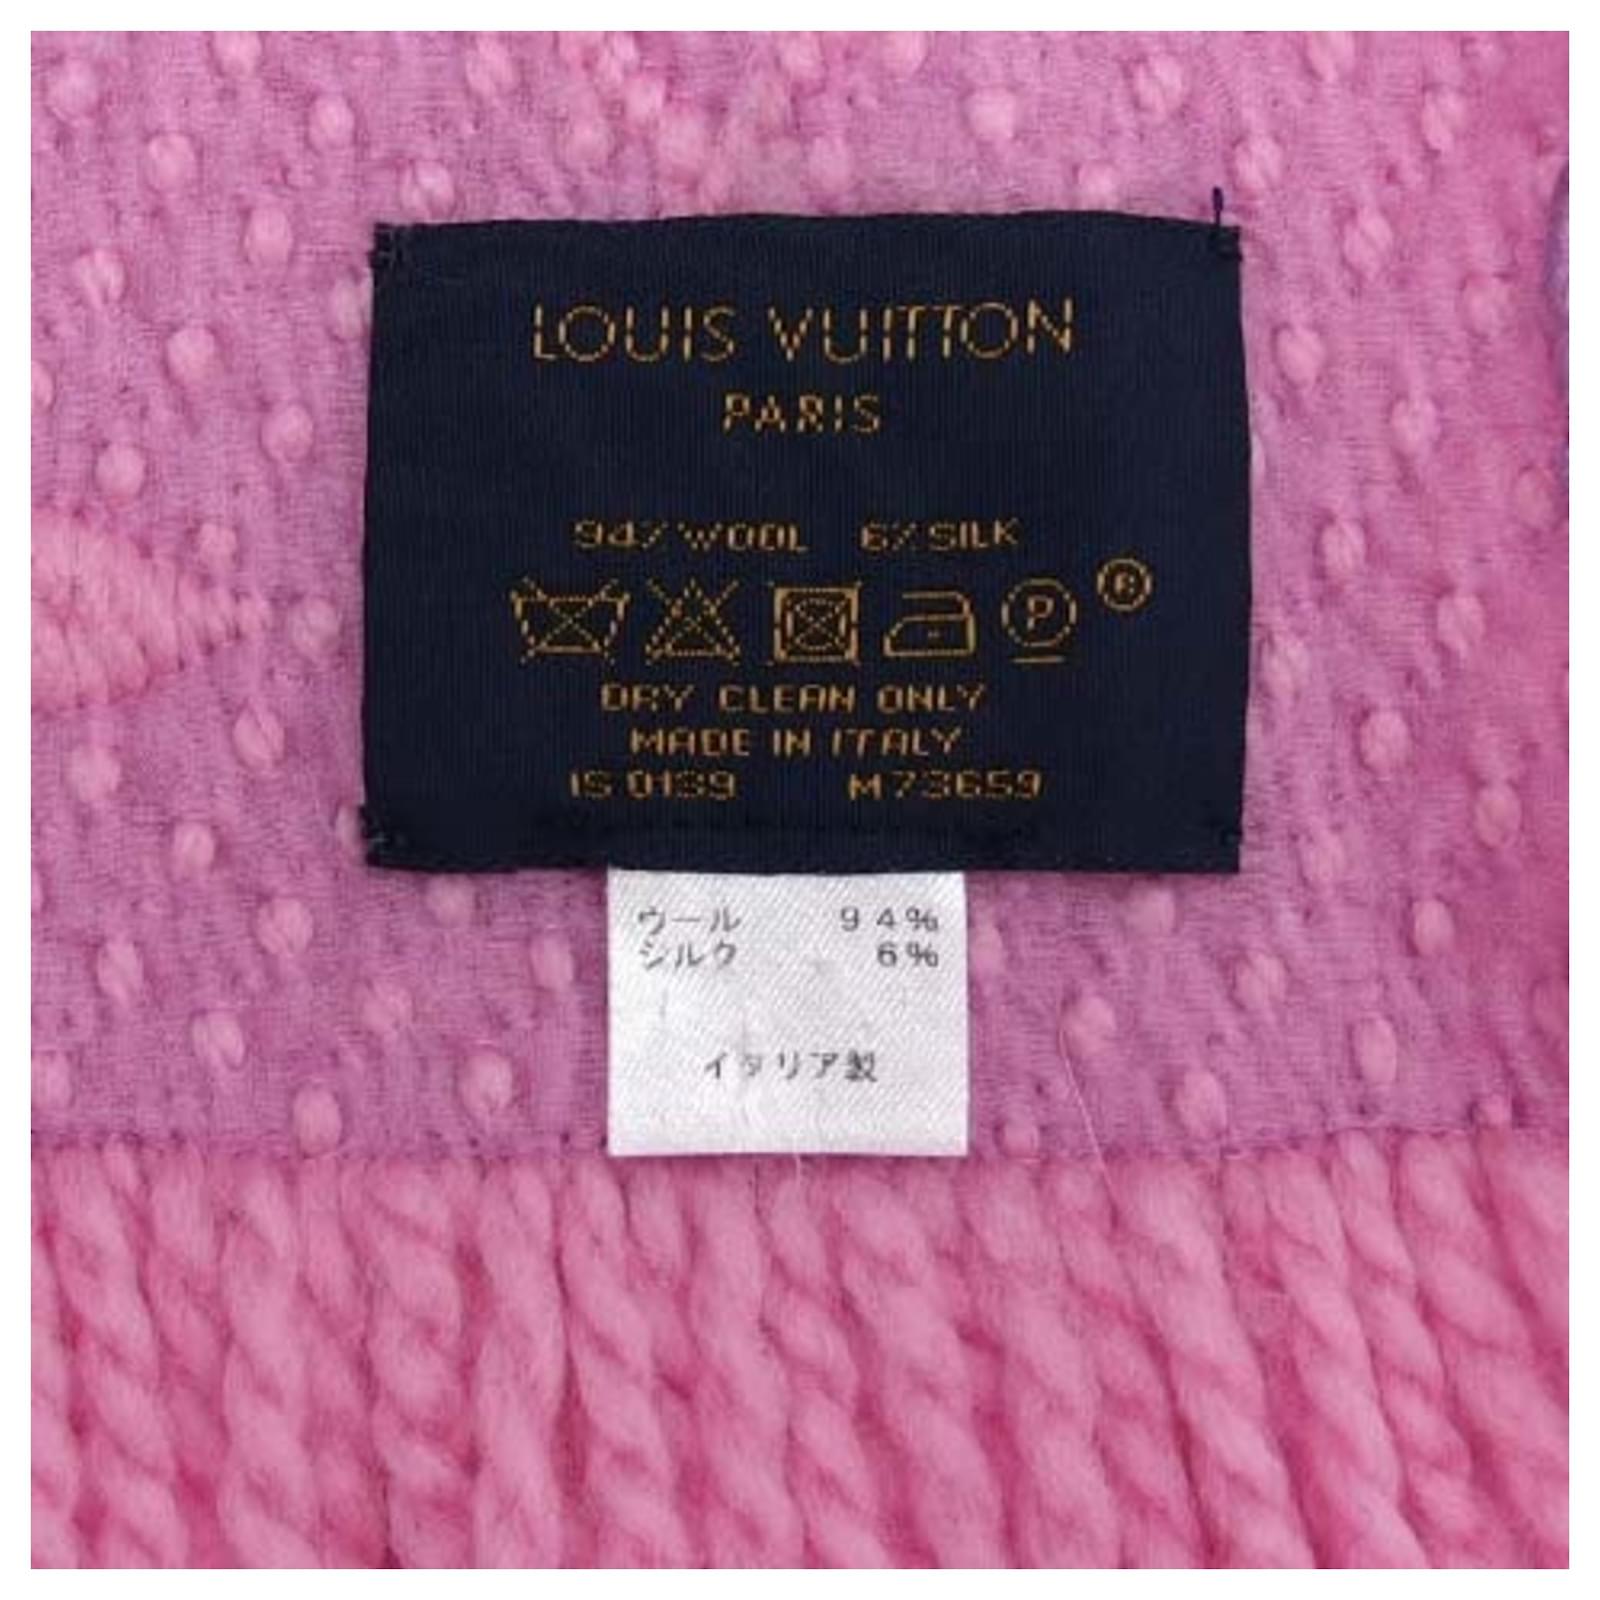 LOUIS VUITTON
PARIS
94% WOOL 6% SILK
P ®
DRY CLEAN ONLY
MADE IN ITALY
IS 0139 M73659
ウール 94%
シルク 6%
イタリア製